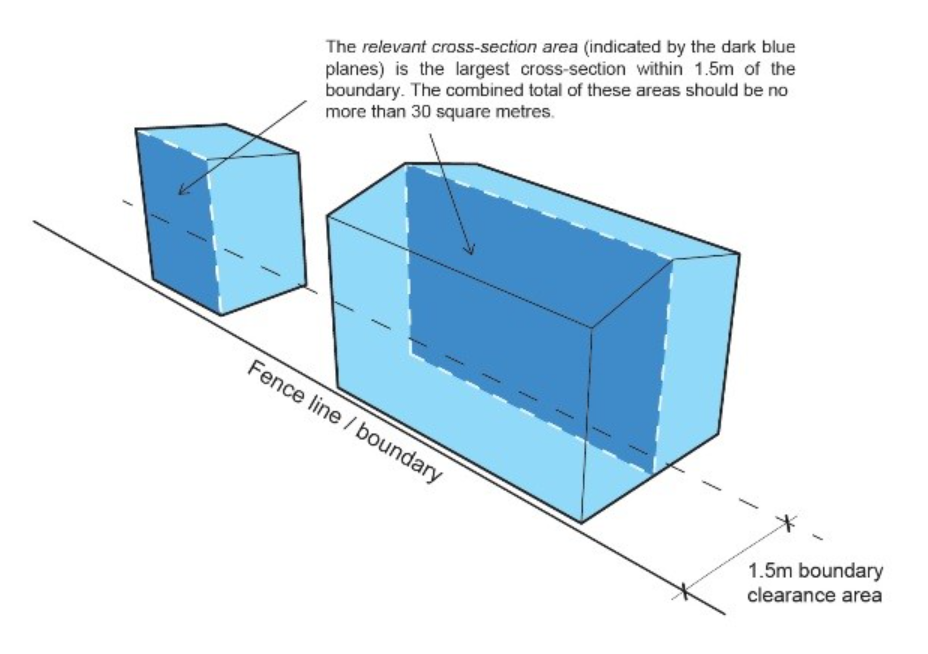 The relevant cross-section area (indicated by the dark blue
planes) is the largest cross-section within 1.5m of the
boundary. The combined total of these areas should be no
more than 30 square metres.
Fence line / boundary
1.5m boundary
clearance area